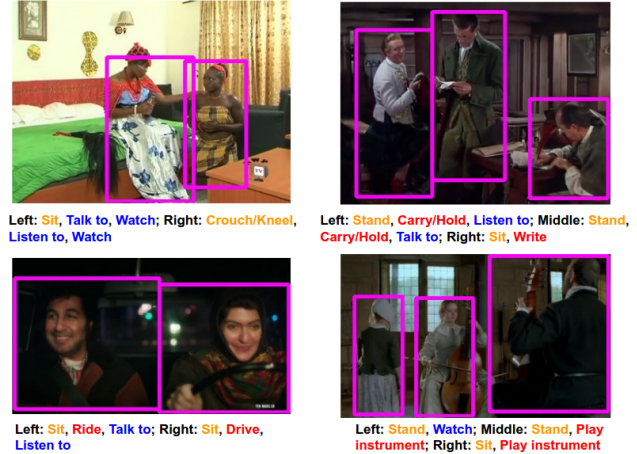 Left: Sit, Talk to, Watch; Right: Crouch/Kneel,
Listen to, Watch
Left: Stand, Carry/Hold, Listen to; Middle: Stand,
Carry/Hold, Talk to; Right: Sit, Write
Left: Sit, Ride, Talk to; Right: Sit, Drive,
Listen to
Left: Stand, Watch; Middle: Stand, Play
instrument; Right: Sit, Play instrument